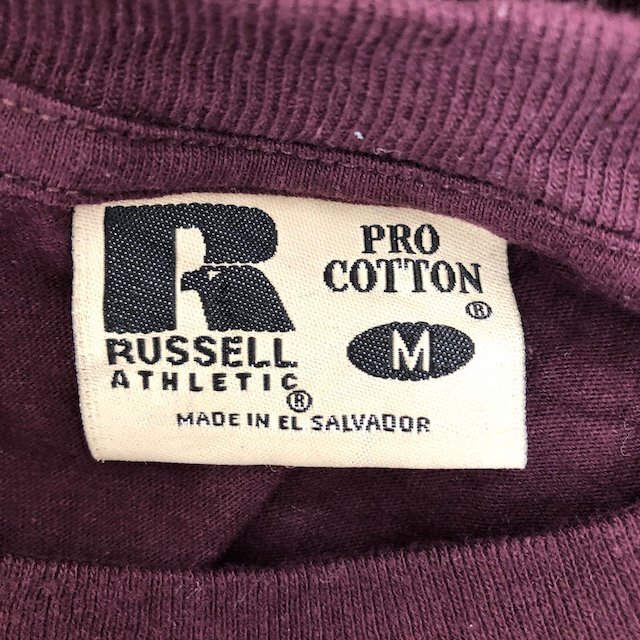 R
RUSSELL
ATHLETIC®
PRO
COTTON®
M
MADE IN EL SALVADOR